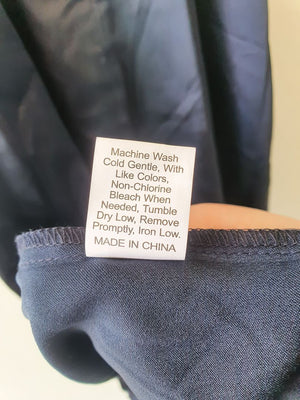 Machine Wash
Cold Gentle, With
Like Colors,
Non-Chlorine
Bleach When
Needed, Tumble
Dry Low, Remove
Promptly, Iron Low.
MADE IN CHINA